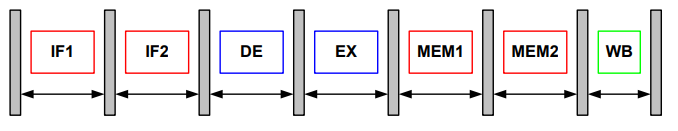 IF1 IF2 DE EX MEM1 MEM2 WB